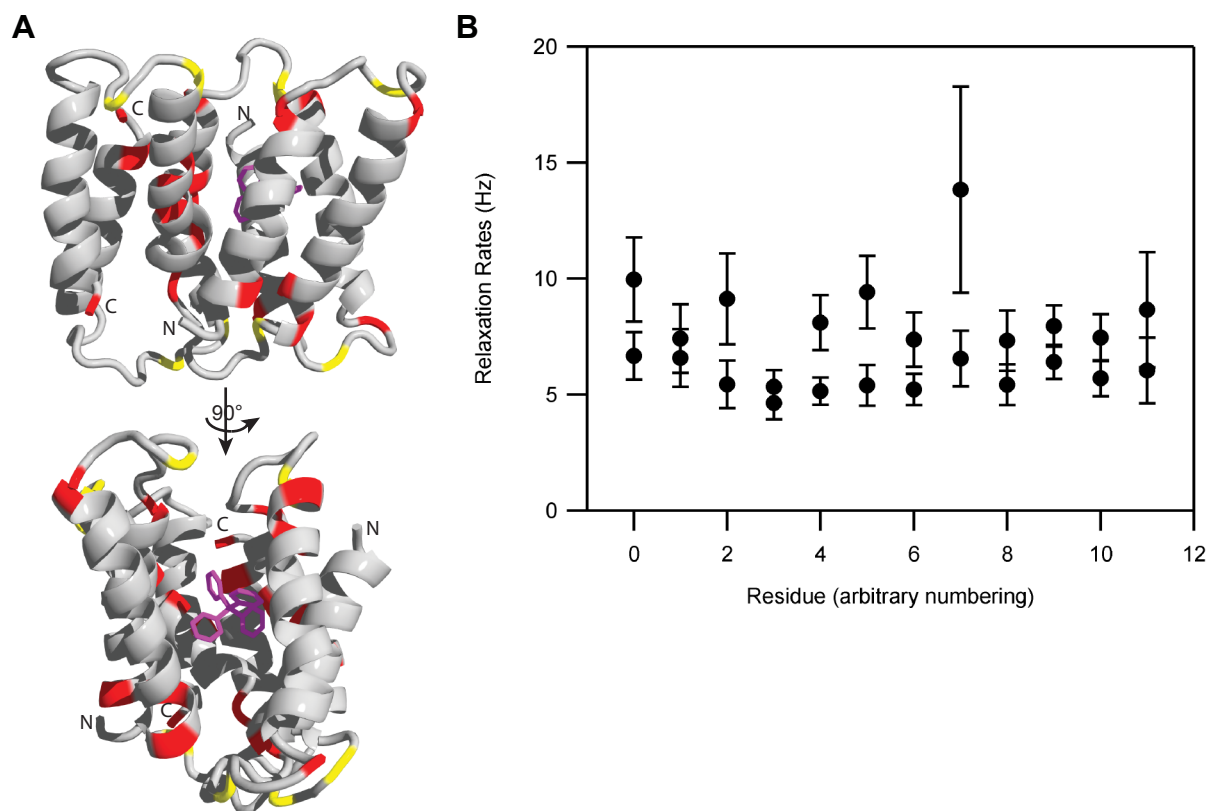 A
C
N
C
N
90°
C
N
N
C
B
20
15
10
5
0
Relaxation Rates (Hz)
0 2 4 6 8 10 12
Residue (arbitrary numbering)